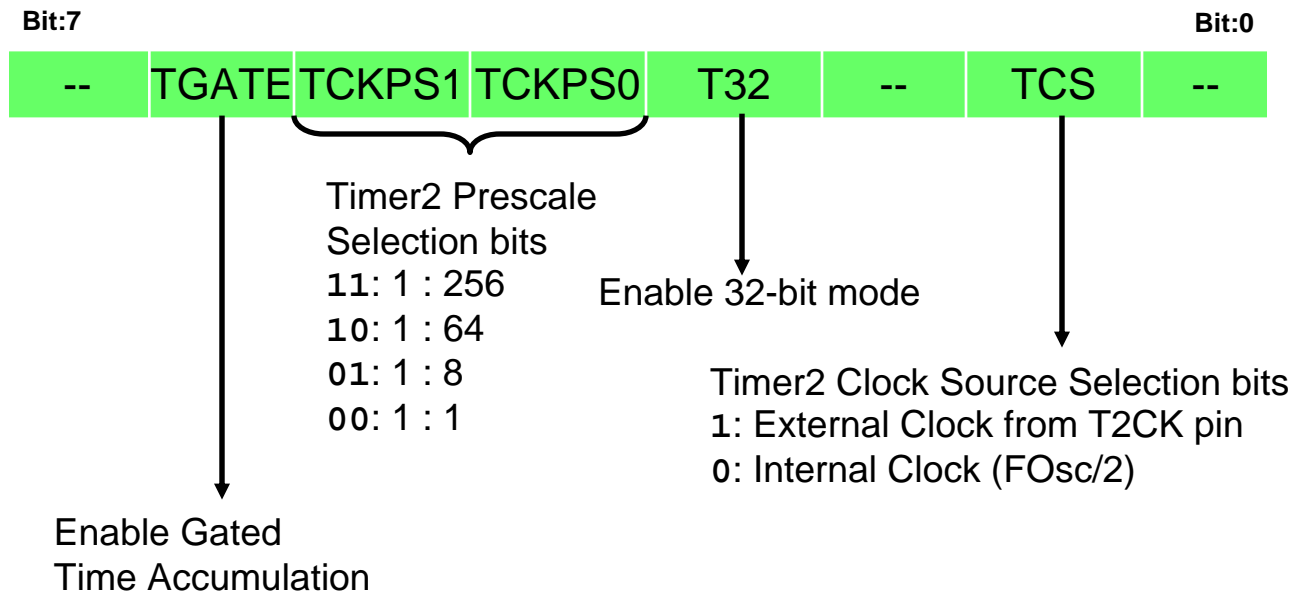 Bit:7 Bit:0
-- TGATE TCKPS1 TCKPS0 T32 -- TCS --
Timer2 Prescale
Selection bits
11: 1 : 256
10: 1 : 64
01: 1 : 8
00: 1 : 1
Enable 32-bit mode
Timer2 Clock Source Selection bits
1: External Clock from T2CK pin
0: Internal Clock (FOsc/2)
Enable Gated
Time Accumulation